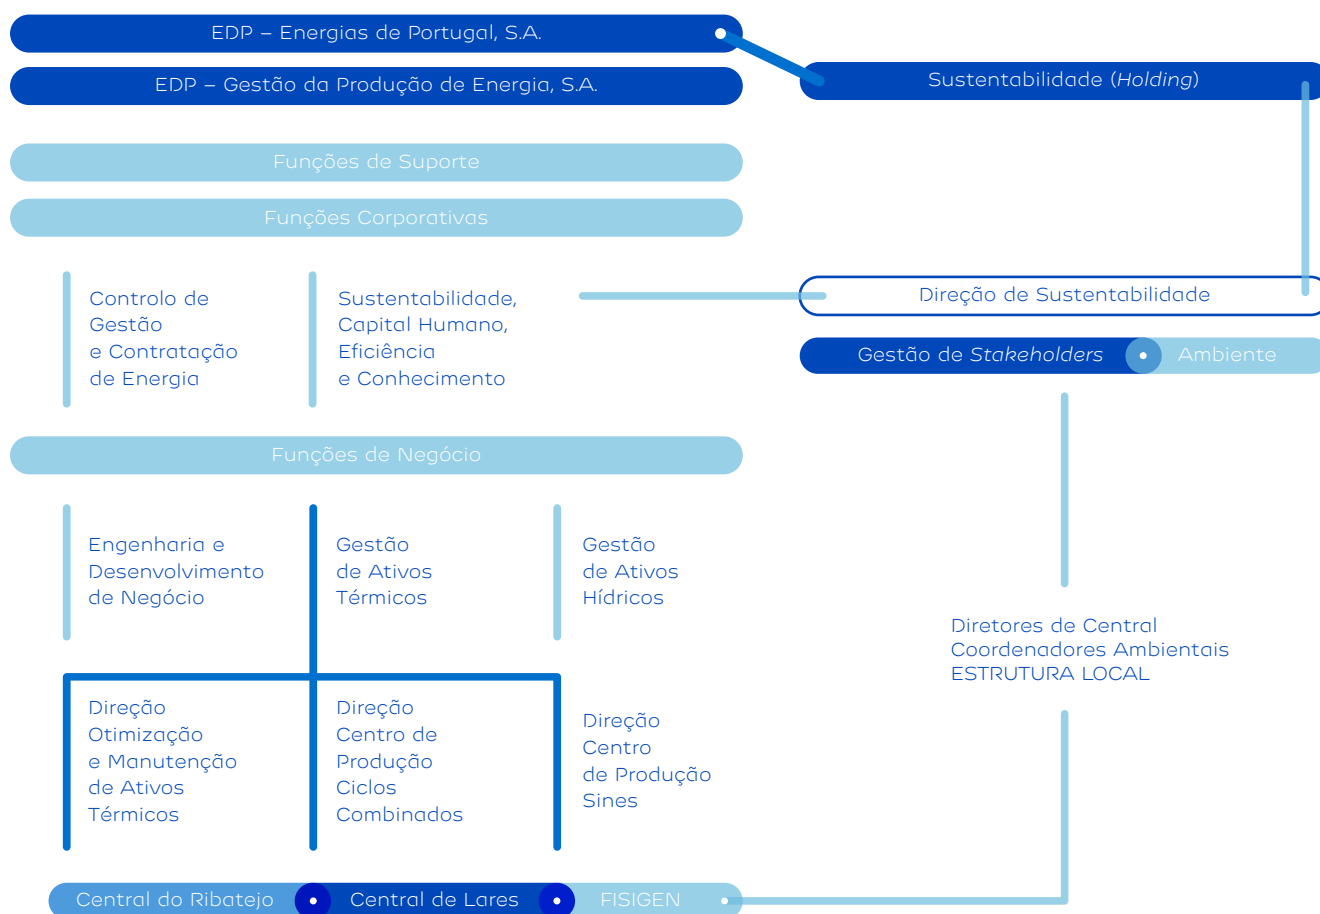 EDP – Energias de Portugal, S.A.
EDP – Gestão da Produção de Energia, S.A.
Sustentabilidade (Holding)
Funções de Suporte
Funções Corporativas
Controlo de
Gestão
e Contratação
de Energia
Sustentabilidade,
Capital Humano,
Eficiência
e Conhecimento
Direção de Sustentabilidade
Gestão de Stakeholders
Ambiente
Funções de Negócio
Engenharia e
Desenvolvimento
de Negócio
Gestão
de Ativos
Térmicos
Gestão
de Ativos
Hídricos
Diretores de Central
Coordenadores Ambientais
ESTRUTURA LOCAL
Direção
Otimização
e Manutenção
de Ativos
Térmicos
Direção
Centro de
Produção
Ciclos
Combinados
Direção
Centro
de Produção
Sines
Central do Ribatejo
Central de Lares
FISIGEN